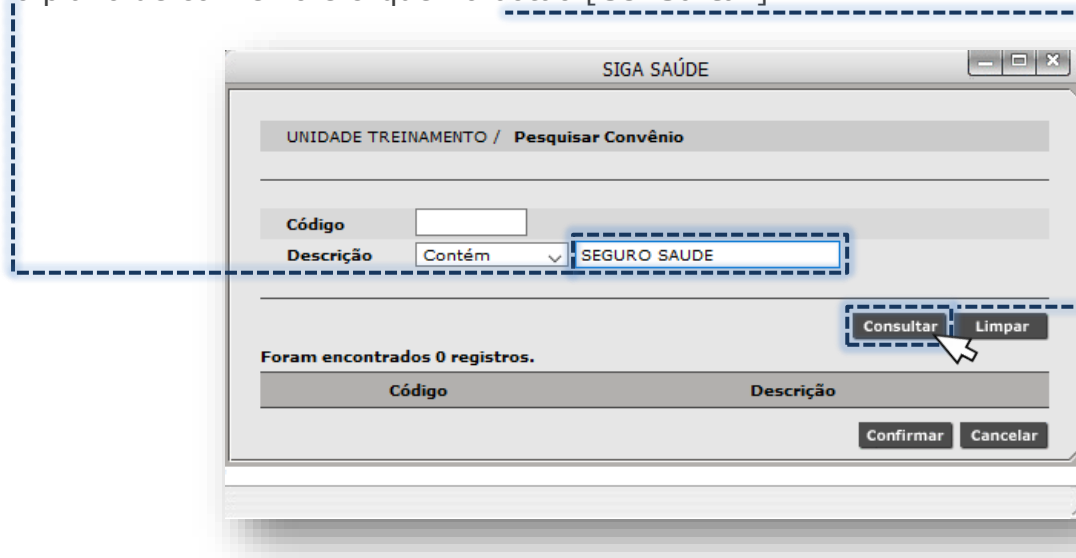 SIGA SAÚDE
UNIDADE TREINAMENTO / Pesquisar Convênio
Código
Descrição Contém SEGURO SAUDE
Consultar Limpar
Foram encontrados 0 registros.
Código Descrição
Confirmar Cancelar